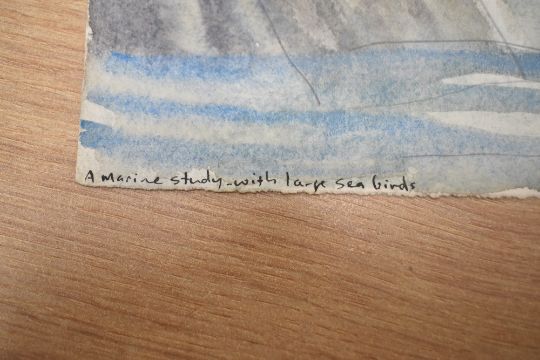 A marine study - with large sea birds